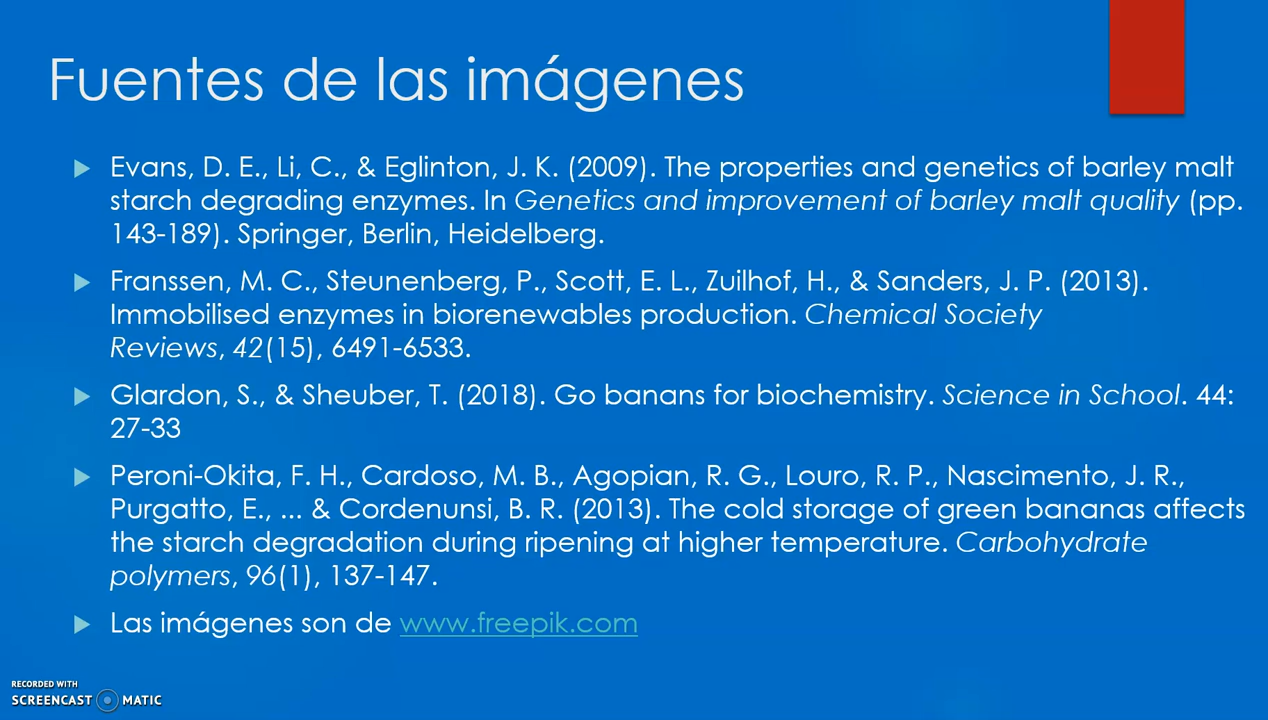 Fuentes de las imágenes
Evans, D. E., Li, C., & Eglinton, J. K. (2009). The properties and genetics of barley malt
starch degrading enzymes. In Genetics and improvement of barley malt quality (pp.
143-189). Springer, Berlin, Heidelberg.
Franssen, M. C., Steunenberg, P., Scott, E. L., Zuilhof, H., & Sanders, J. P. (2013).
Immobilised enzymes in biorenewables production. Chemical Society
Reviews, 42(15), 6491-6533.
Glardon, S., & Sheuber, T. (2018). Go banans for biochemistry. Science in School. 44:
27-33
Peroni-Okita, F. H., Cardoso, M. B., Agopian, R. G., Louro, R. P., Nascimento, J. R.,
Purgatto, E., ... & Cordenunsi, B. R. (2013). The cold storage of green bananas affects
the starch degradation during ripening at higher temperature. Carbohydrate
polymers, 96(1), 137-147.
Las imágenes son de www.freepik.com
RECORDED WITH
SCREENCAST MATIC